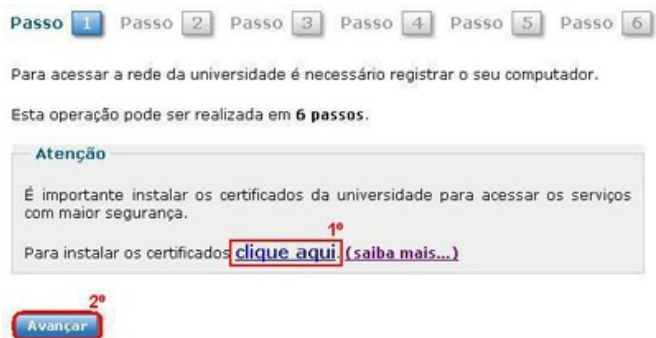 Passo 1 Passo 2 Passo 3 Passo 4 Passo 5 Passo 6
Para acessar a rede da universidade é necessário registrar o seu computador.
Esta operação pode ser realizada em 6 passos.
Atenção
É importante instalar os certificados da universidade para acessar os serviços
com maior segurança.
1º
Para instalar os certificados clique aqui. (saiba mais...)
2º
Avançar